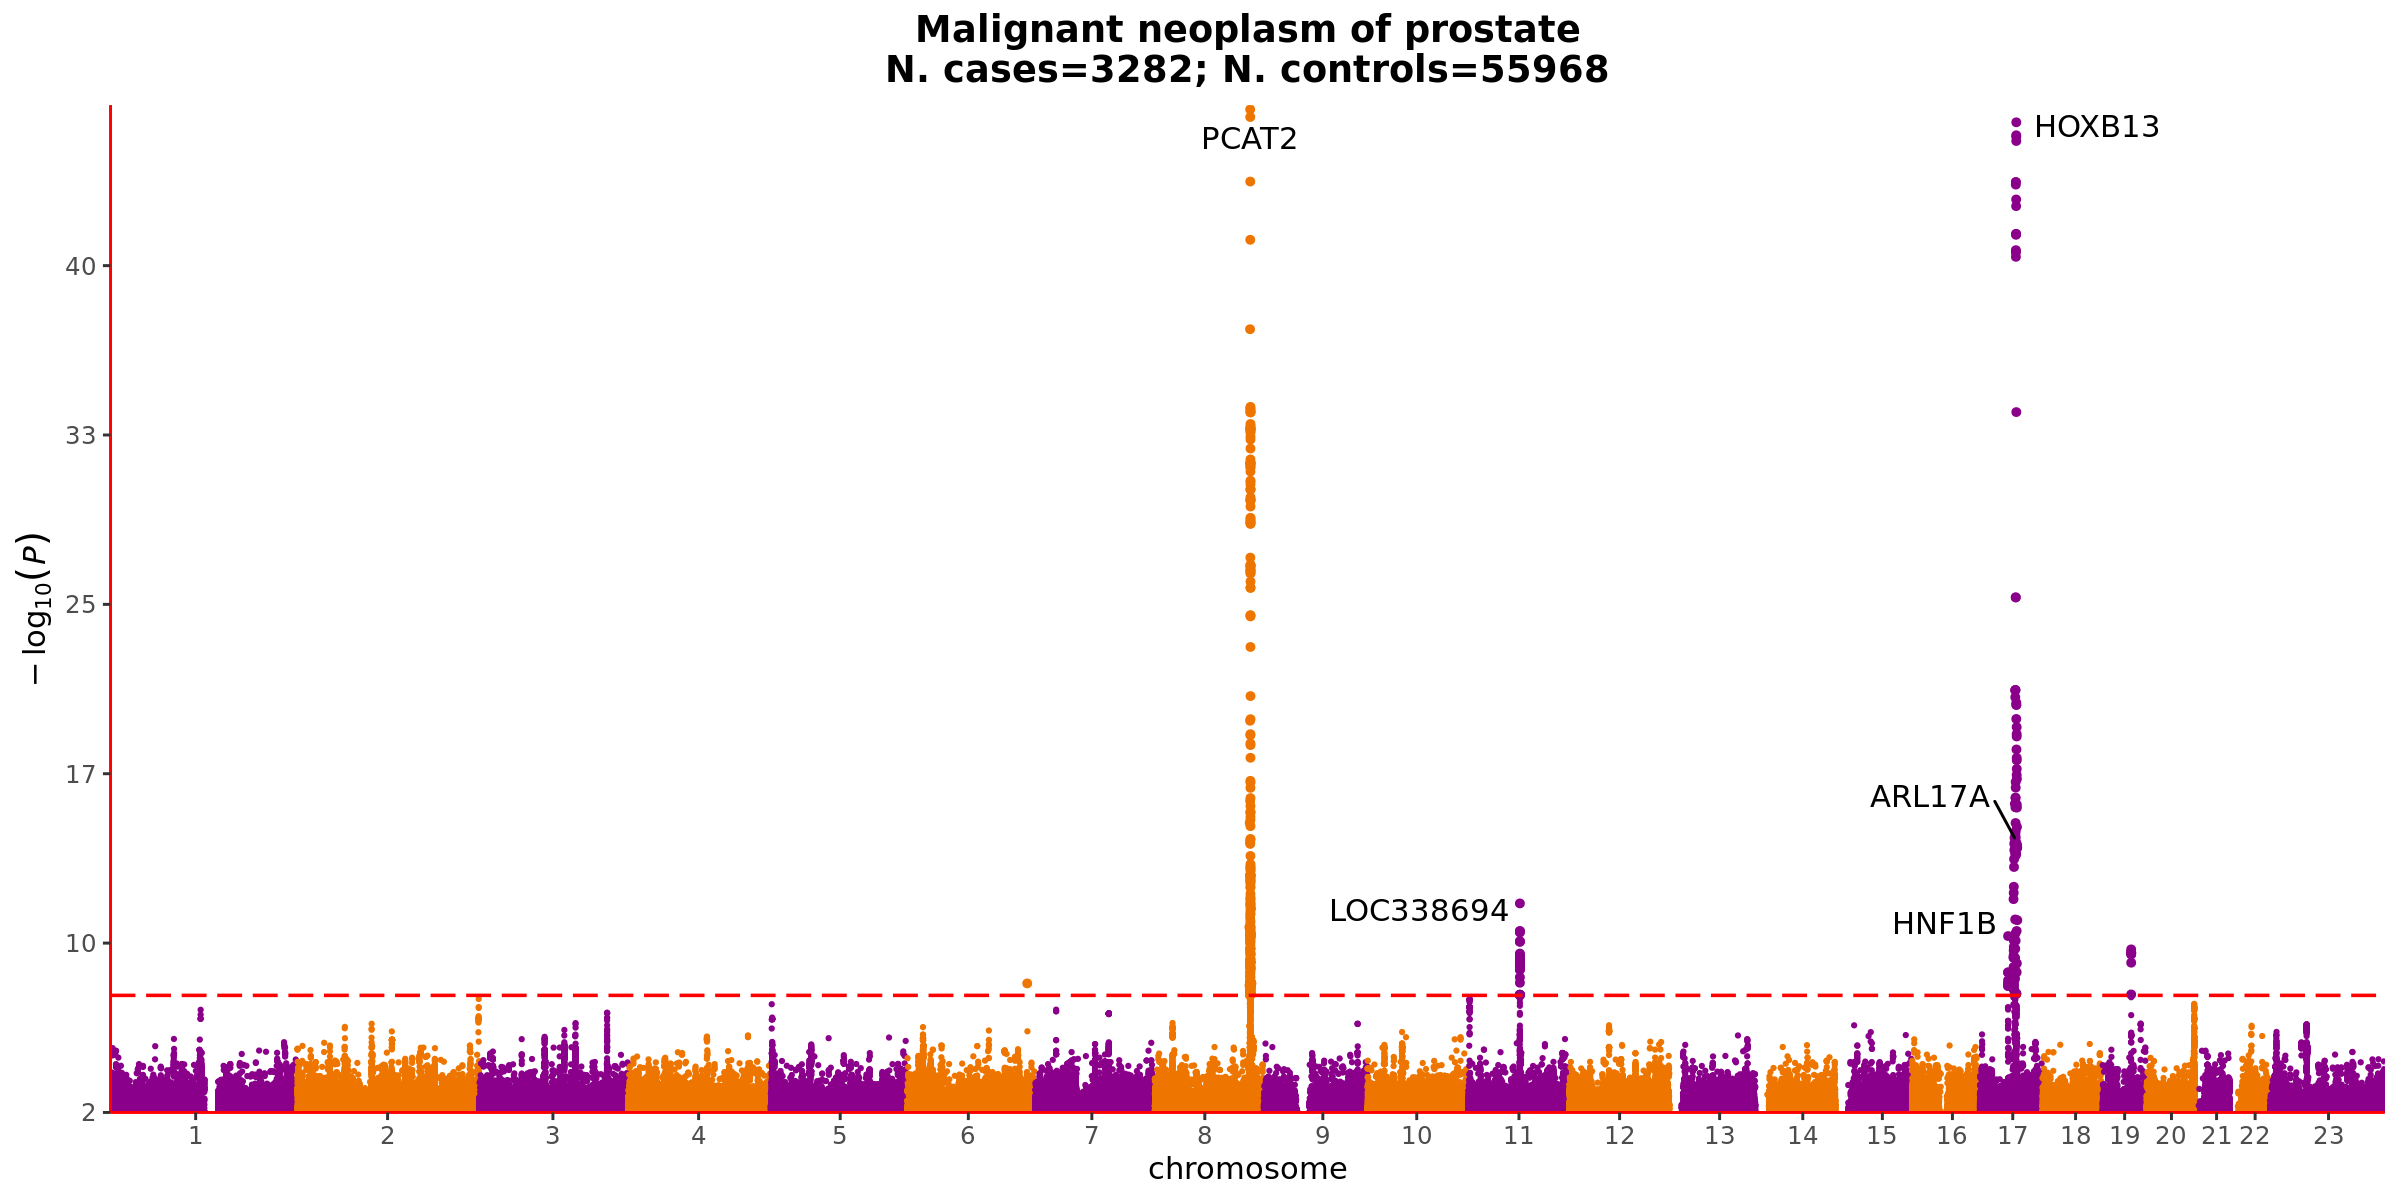 Malignant neoplasm of prostate
N. cases=3282; N. controls=55968
PCAT2
HOXB13
ARL17A
LOC338694
HNF1B
40
33
25
17
10
2
−log10(P)
1 2 3 4 5 6 7 8 9 10 11 12 13 14 15 16 17 18 19 20 21 22 23
chromosome